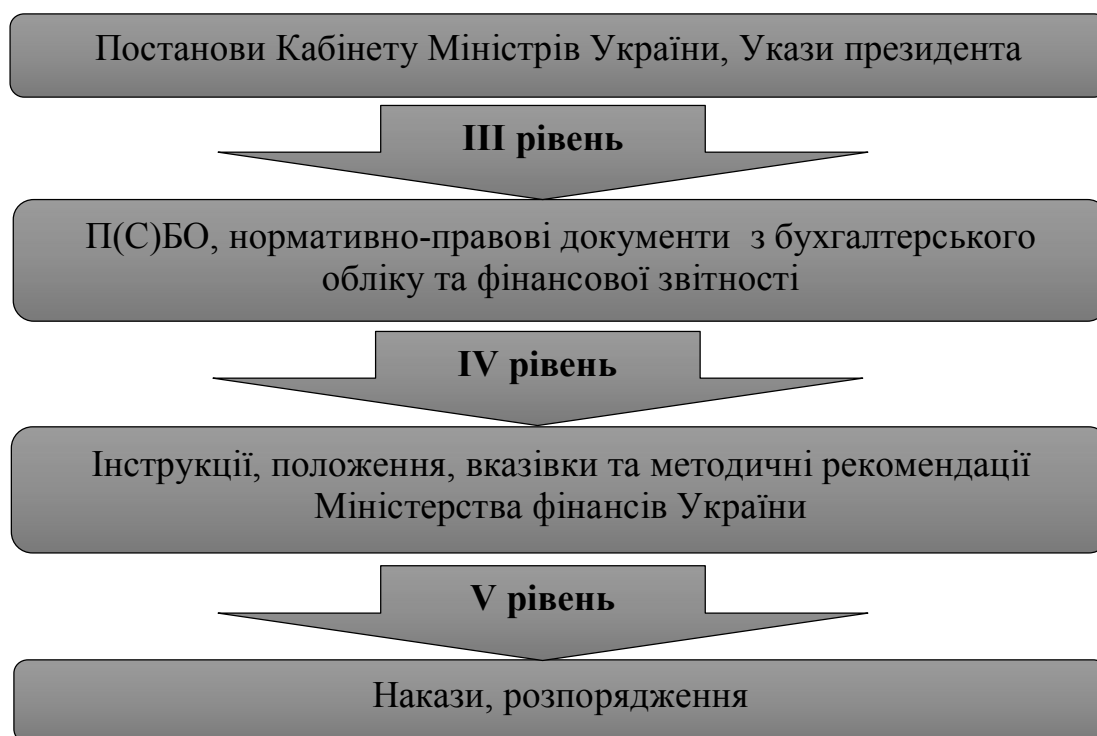 Постанови Кабінету Міністрів України, Укази президента
III рівень
П(С)БО, нормативно-правові документи з бухгалтерського
обліку та фінансової звітності
IV рівень
Інструкції, положення, вказівки та методичні рекомендації
Міністерства фінансів України
V рівень
Накази, розпорядження